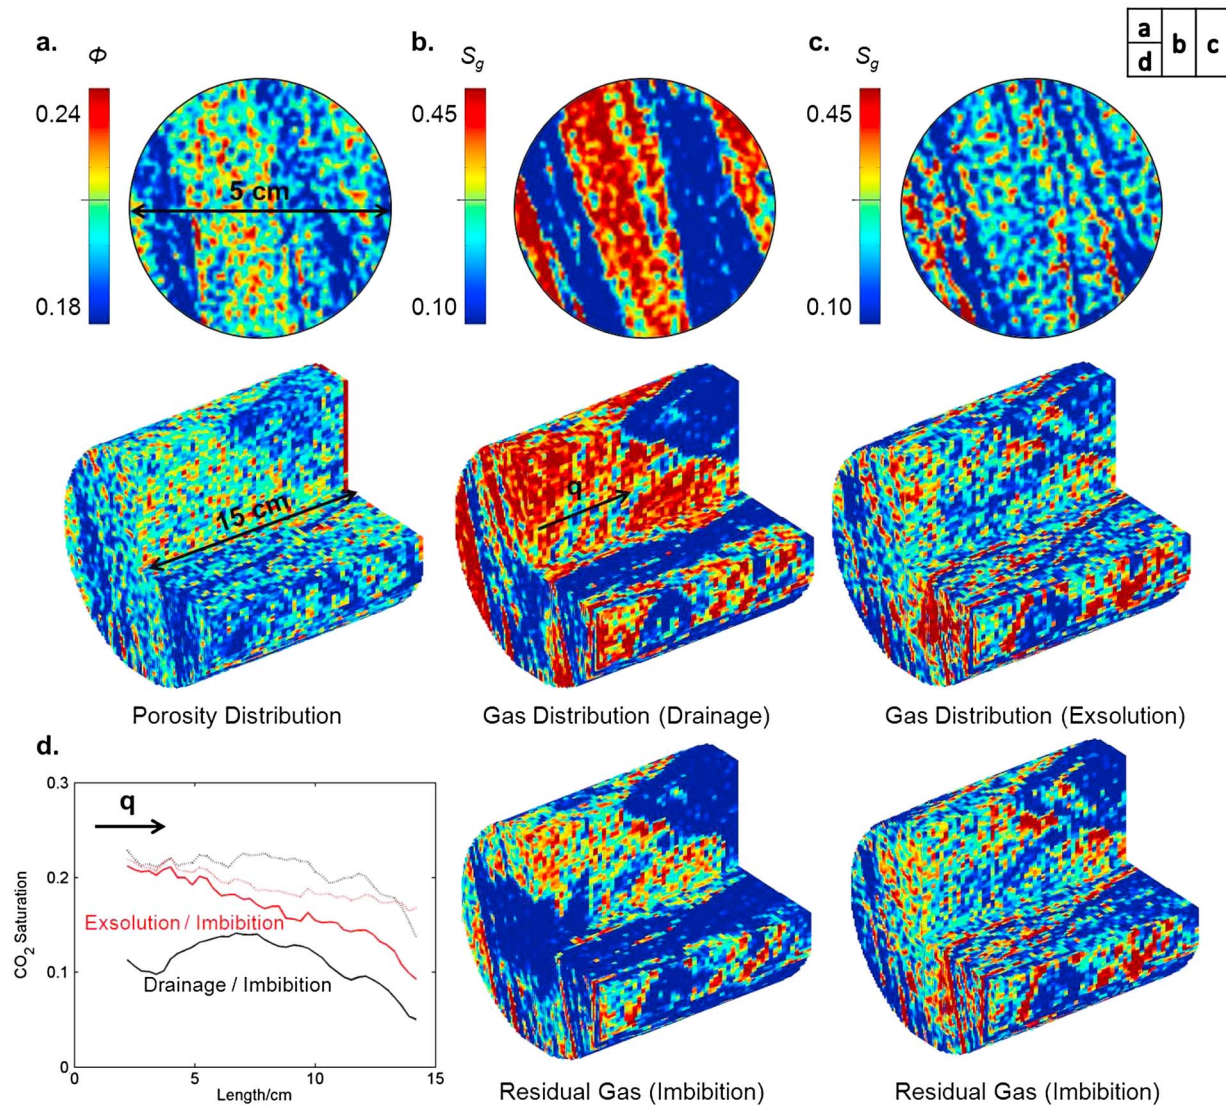 a.
Φ
0.24
0.18
5 cm
b.
Sg
0.45
0.10
c.
Sg
0.45
0.10
a
b
c
d
15 cm
q
Porosity Distribution
Gas Distribution (Drainage)
Gas Distribution (Exsolution)
d.
0.3
0.2
0.1
0
CO2 Saturation
q
Exsolution / Imbibition
Drainage / Imbibition
0
5
10
15
Length/cm
Residual Gas (Imbibition)
Residual Gas (Imbibition)